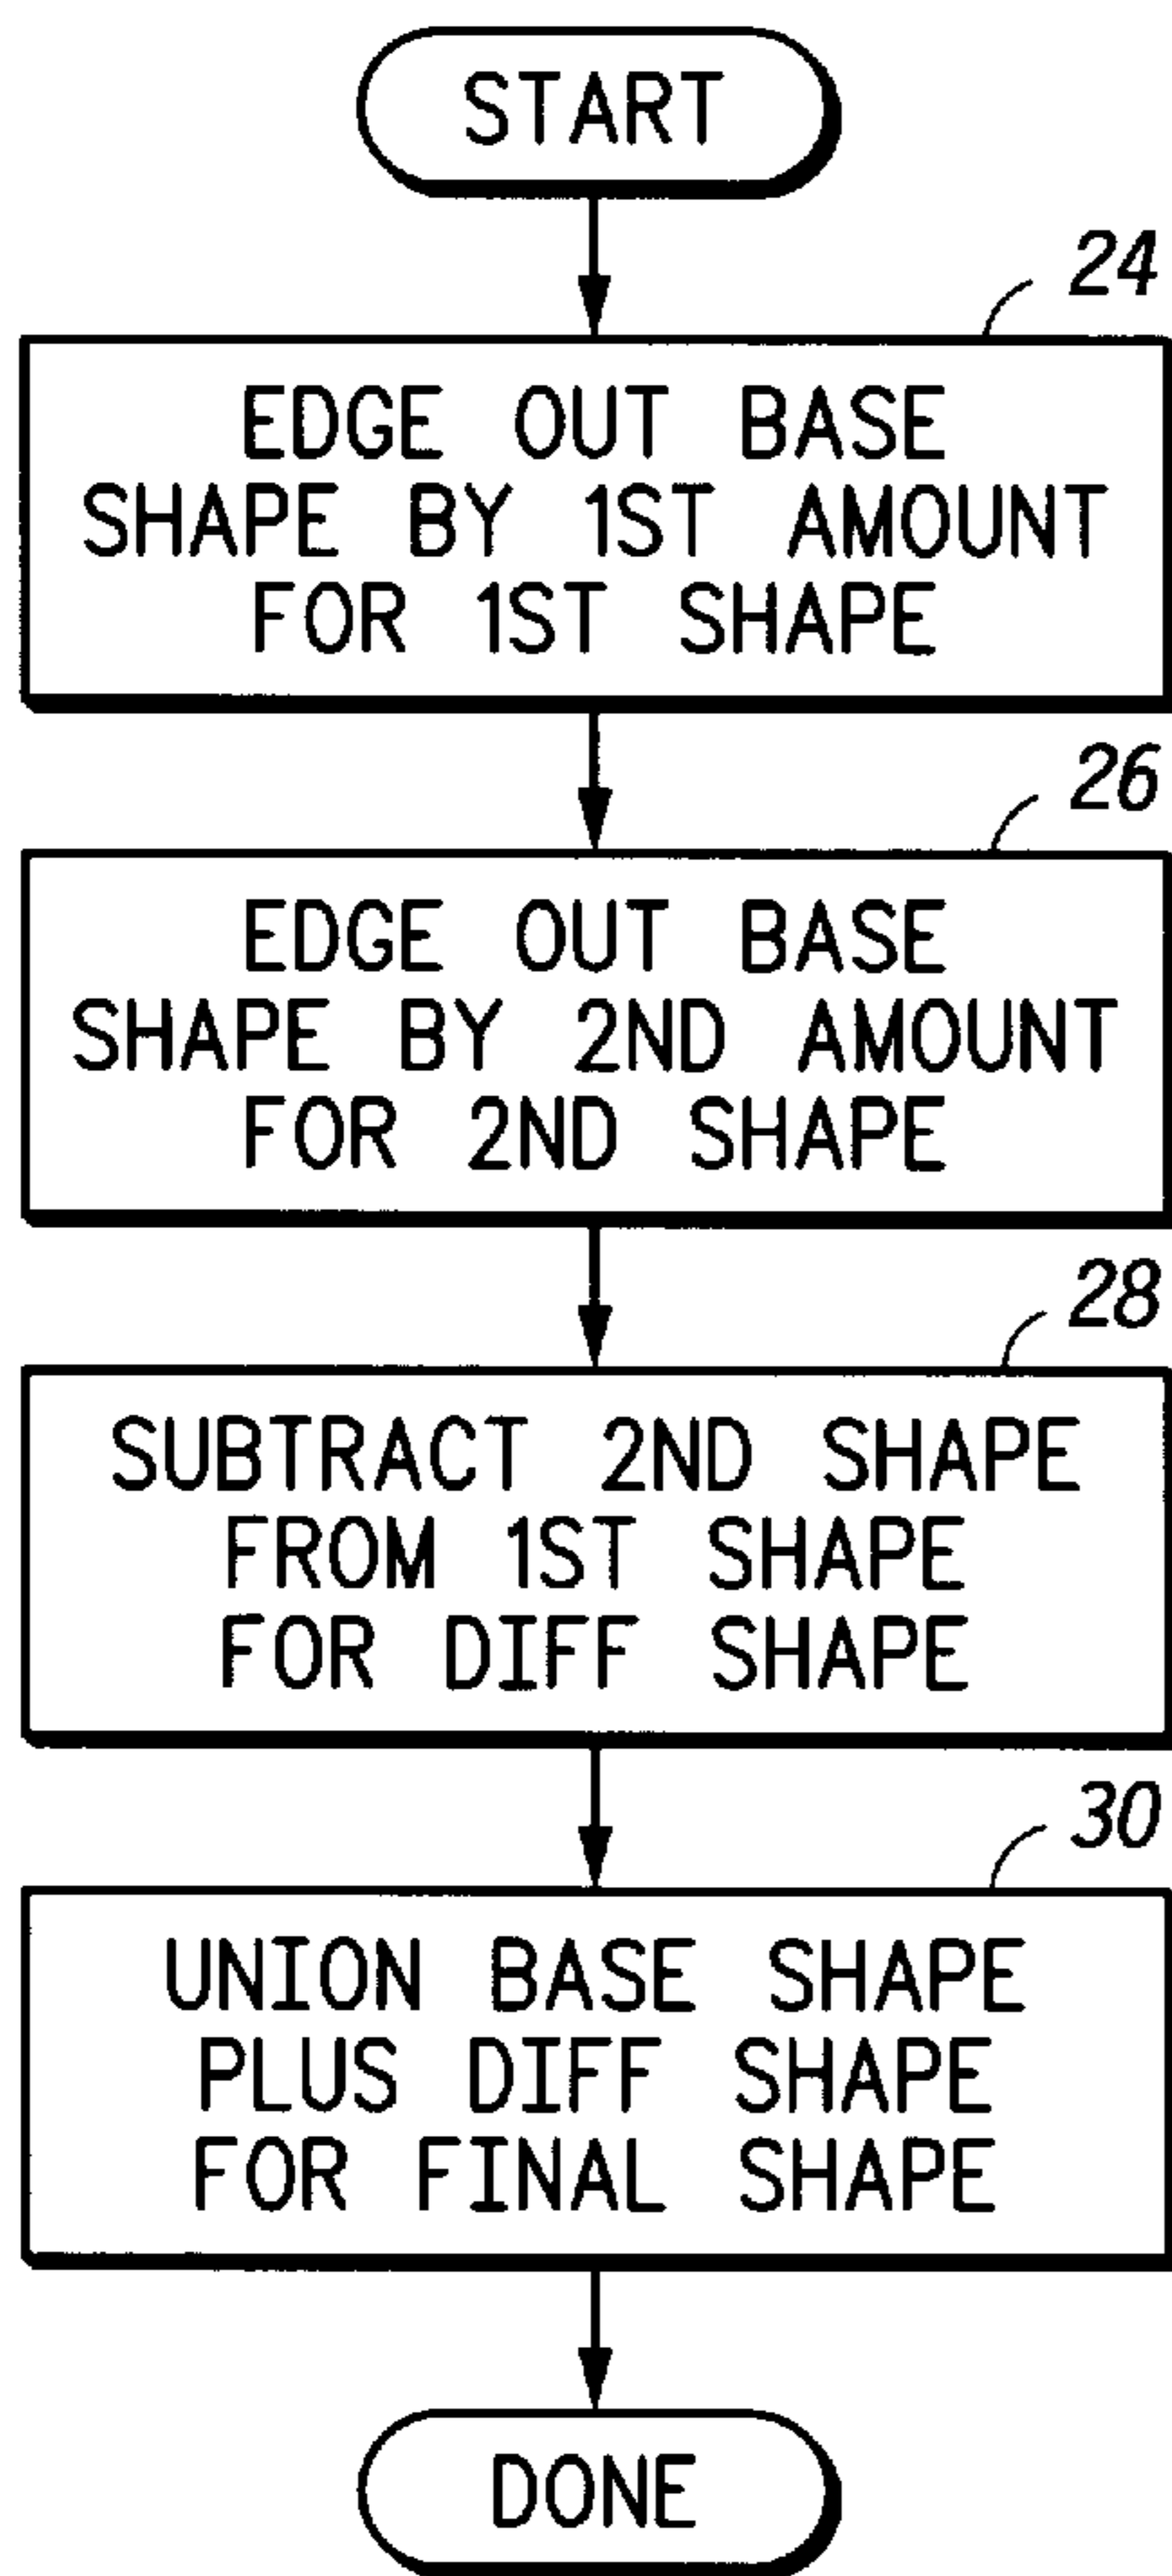 START
24
EDGE OUT BASE
SHAPE BY 1ST AMOUNT
FOR 1ST SHAPE
26
EDGE OUT BASE
SHAPE BY 2ND AMOUNT
FOR 2ND SHAPE
28
SUBTRACT 2ND SHAPE
FROM 1ST SHAPE
FOR DIFF SHAPE
30
UNION BASE SHAPE
PLUS DIFF SHAPE
FOR FINAL SHAPE
DONE